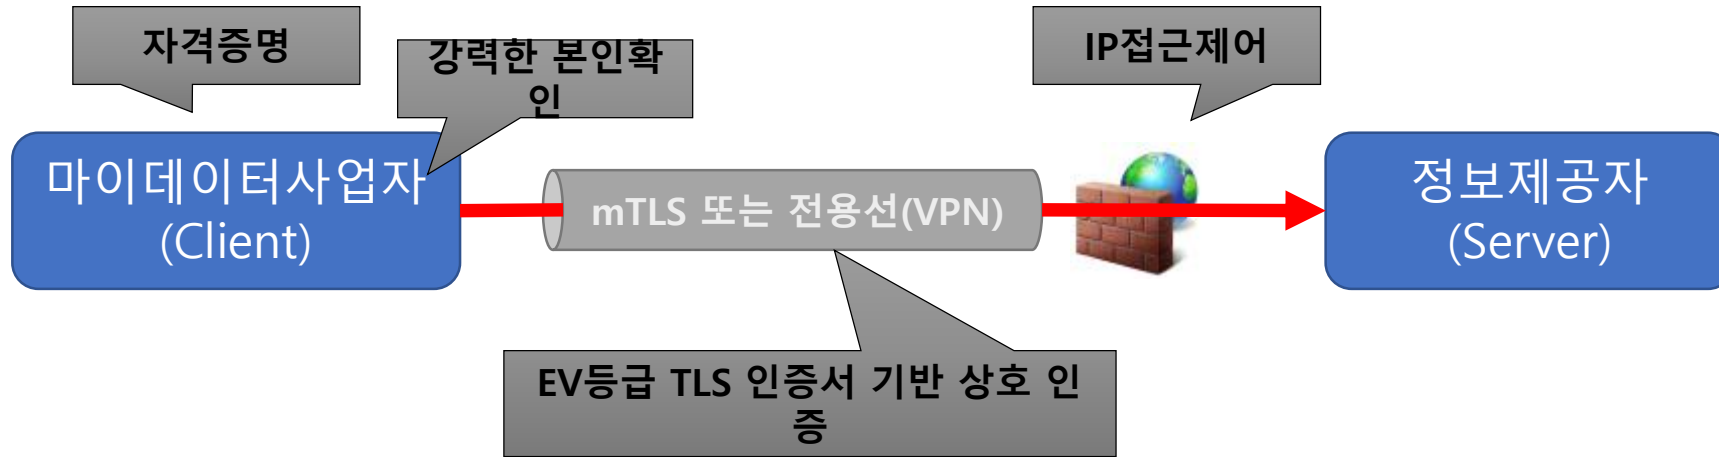 자격증명
강력한 본인확
인
IP접근제어
마이데이터사업자
(Client)
mTLS 또는 전용선(VPN)
정보제공자
(Server)
EV등급 TLS 인증서 기반 상호 인
증